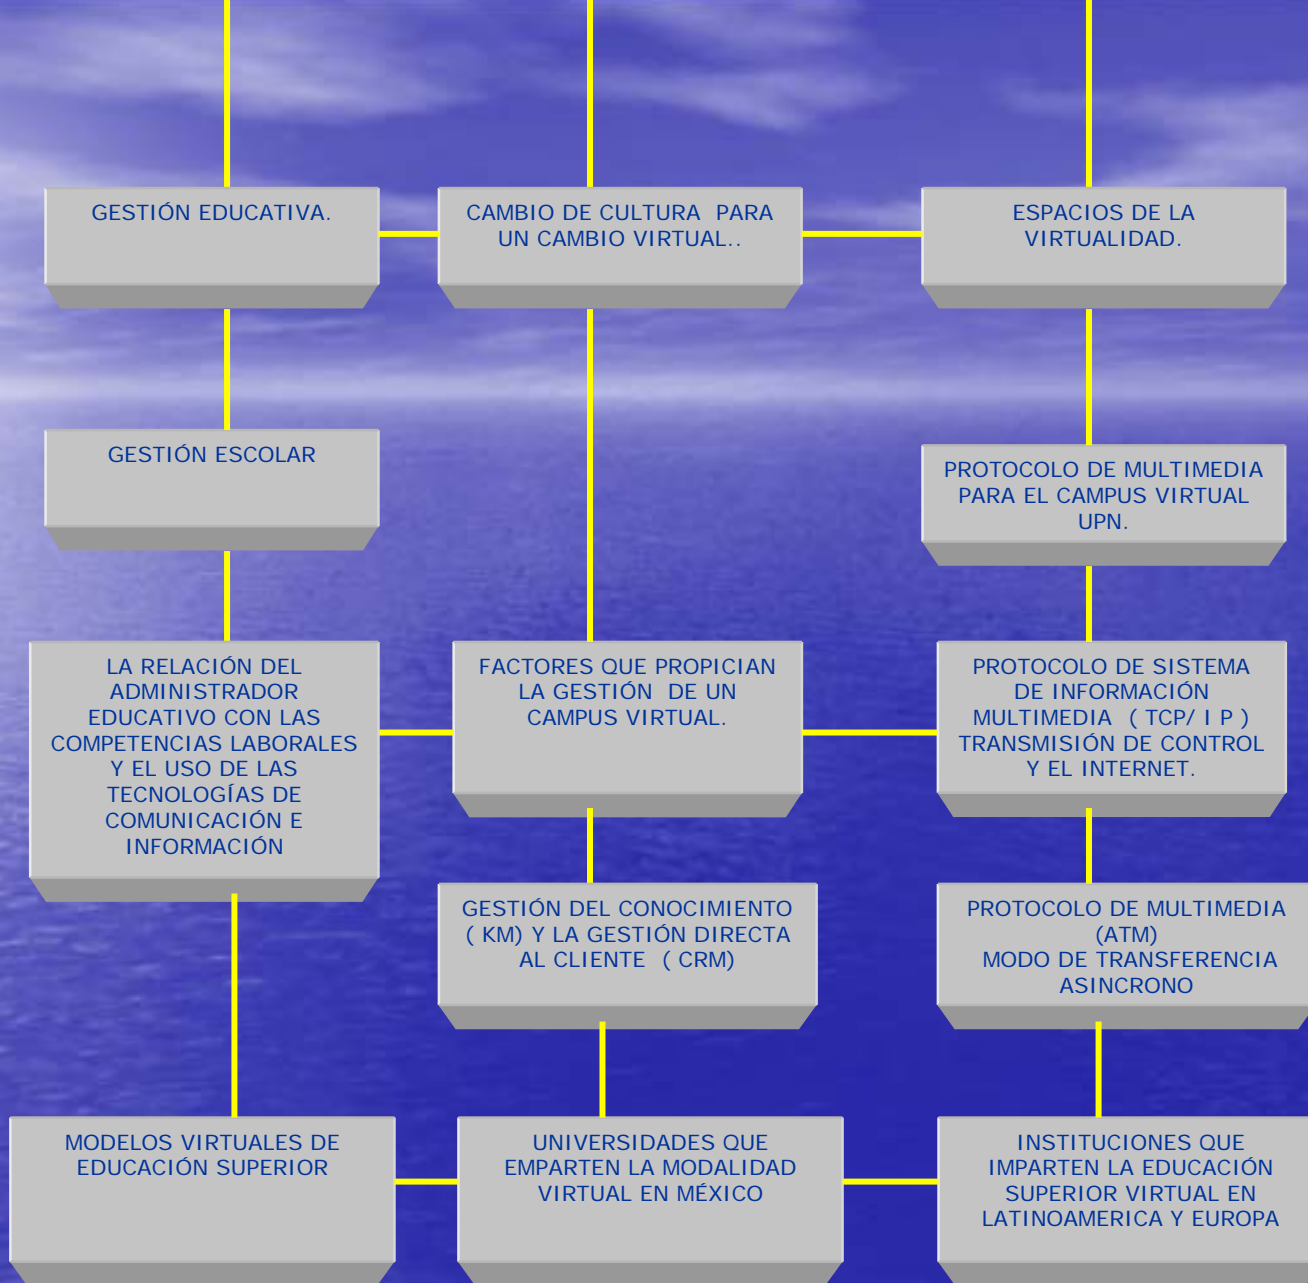 GESTIÓN EDUCATIVA.
CAMBIO DE CULTURA PARA
UN CAMBIO VIRTUAL..
ESPACIOS DE LA
VIRTUALIDAD.
GESTIÓN ESCOLAR
PROTOCOLO DE MULTIMEDIA
PARA EL CAMPUS VIRTUAL
UPN.
LA RELACIÓN DEL
ADMINISTRADOR
EDUCATIVO CON LAS
COMPETENCIAS LABORALES
Y EL USO DE LAS
TECNOLOGÍAS DE
COMUNICACIÓN E
INFORMACIÓN
FACTORES QUE PROPICIAN
LA GESTIÓN DE UN
CAMPUS VIRTUAL.
PROTOCOLO DE SISTEMA
DE INFORMACIÓN
MULTIMEDIA ( TCP/ I P )
TRANSMISIÓN DE CONTROL
Y EL INTERNET.
GESTIÓN DEL CONOCIMIENTO
( KM) Y LA GESTIÓN DIRECTA
AL CLIENTE ( CRM)
PROTOCOLO DE MULTIMEDIA
(ATM)
MODO DE TRANSFERENCIA
ASINCRONO
MODELOS VIRTUALES DE
EDUCACIÓN SUPERIOR
UNIVERSIDADES QUE
EMPARTEN LA MODALIDAD
VIRTUAL EN MÉXICO
INSTITUCIONES QUE
IMPARTEN LA EDUCACIÓN
SUPERIOR VIRTUAL EN
LATINOAMERICA Y EUROPA